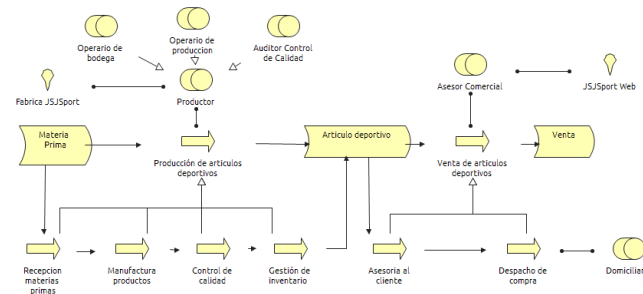 Operario de
bodega
Operario de
produccion
Auditor Control
de Calidad
Fabrica JSJSport
Productor
Asesor Comercial
JSJSport Web
Materia
Prima
Producción de articulos
deportivos
Articulo deportivo
Venta de artículos
deportivos
Venta
Recepcion
materias
primas
Manufactura
productos
Control de
calidad
Gestión de
inventario
Asesoria al
cliente
Despacho de
compra
Domiciliar